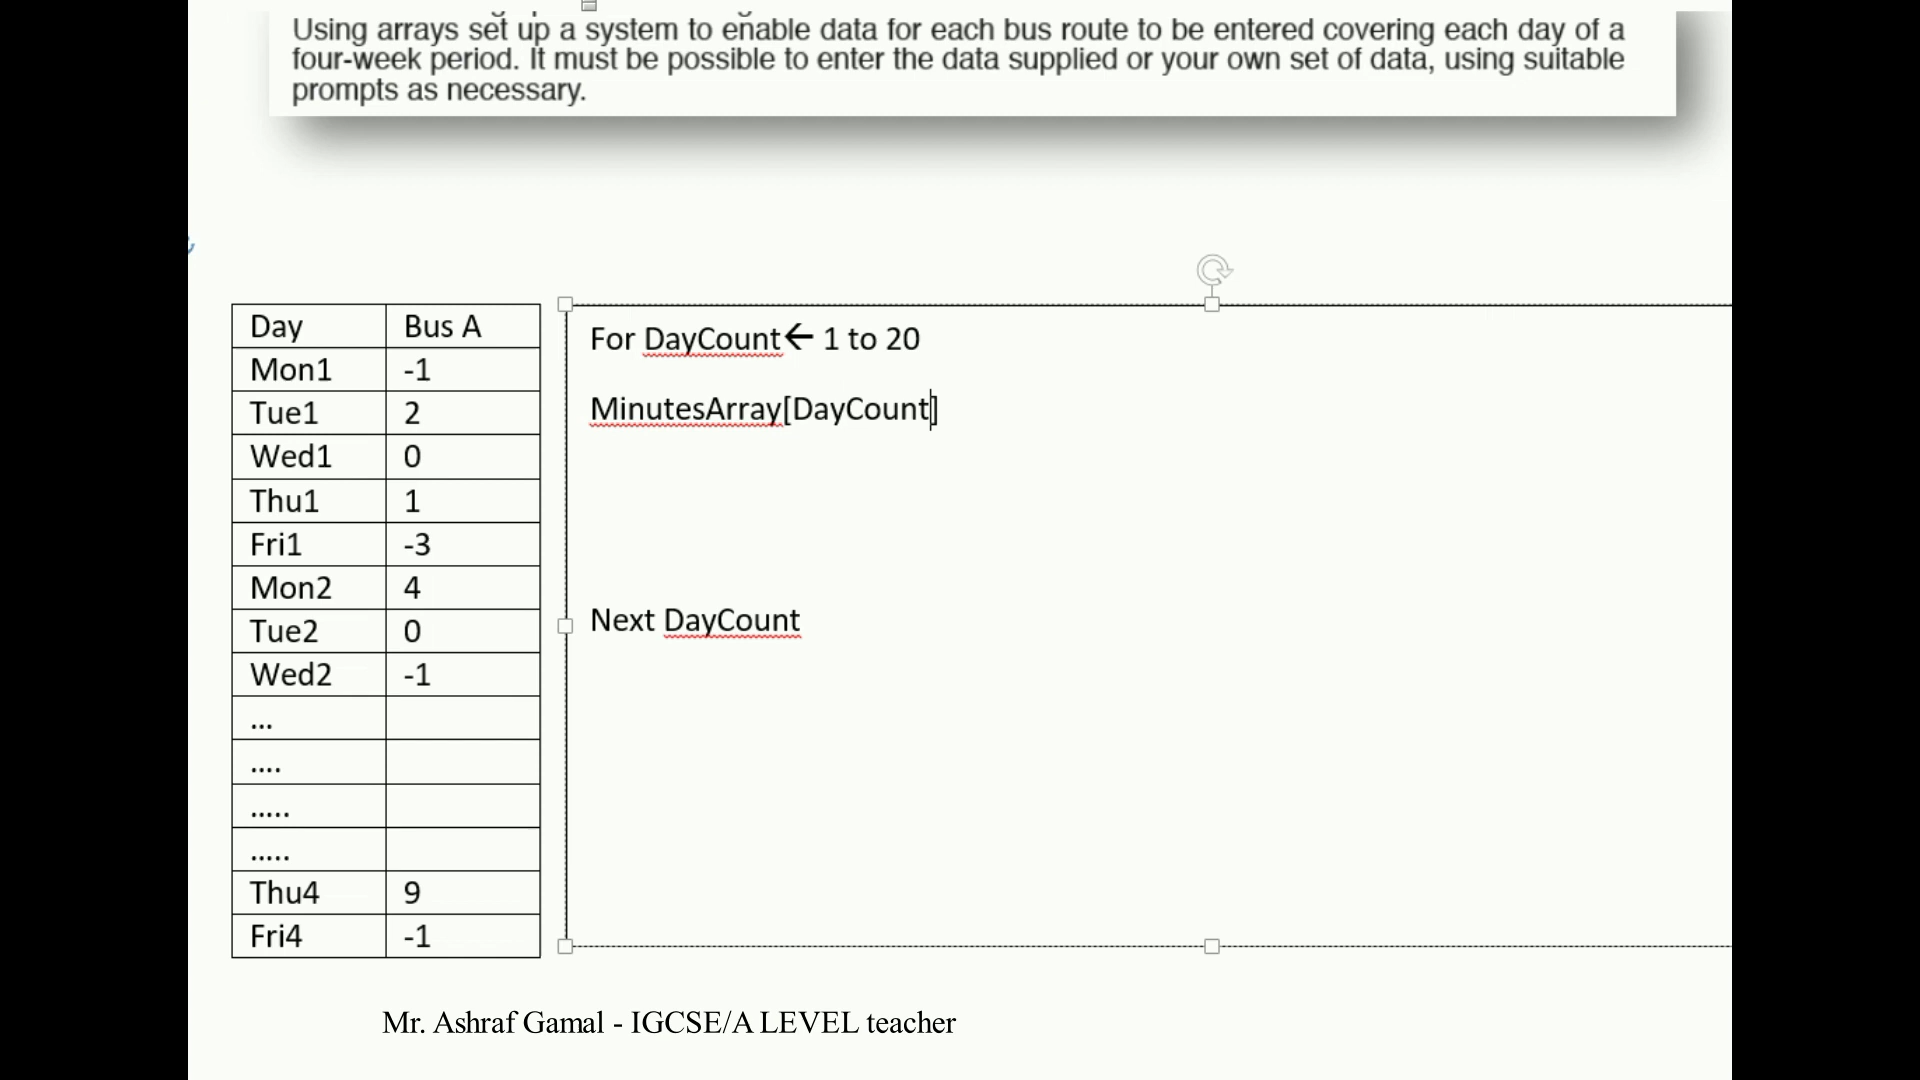 Using arrays set up a system to enable data for each bus route to be entered covering each day of a
four-week period. It must be possible to enter the data supplied or your own set of data, using suitable
prompts as necessary.
Day Bus A
Mon1 -1
Tue1 2
Wed1 0
Thu1 1
Fri1 -3
Mon2 4
Tue2 0
Wed2 -1
...
....
.....
.....
Thu4 9
Fri4 -1
For DayCount← 1 to 20
MinutesArray[DayCount]
Next DayCount
Mr. Ashraf Gamal - IGCSE/A LEVEL teacher